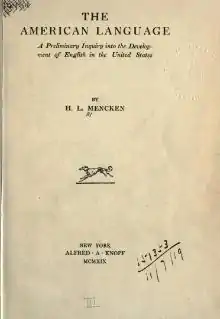 THE
AMERICAN LANGUAGE
A Preliminary Inquiry into the Develop-
ment of English in the United States
BY
H. L. MENCKEN
NEW YORK
ALFRED · A · KNOPF
MCMXIX